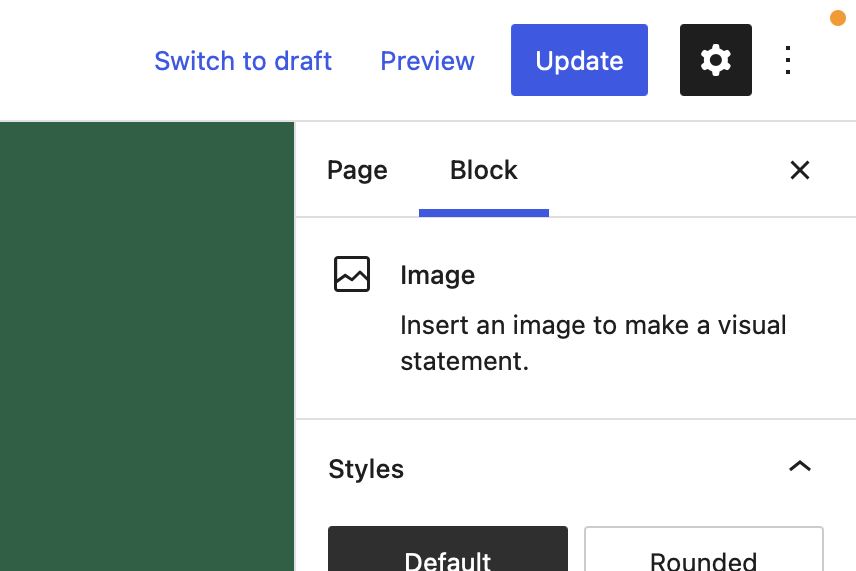 Switch to draft Preview Update
Page Block
Image
Insert an image to make a visual
statement.
Styles
Default Rounded